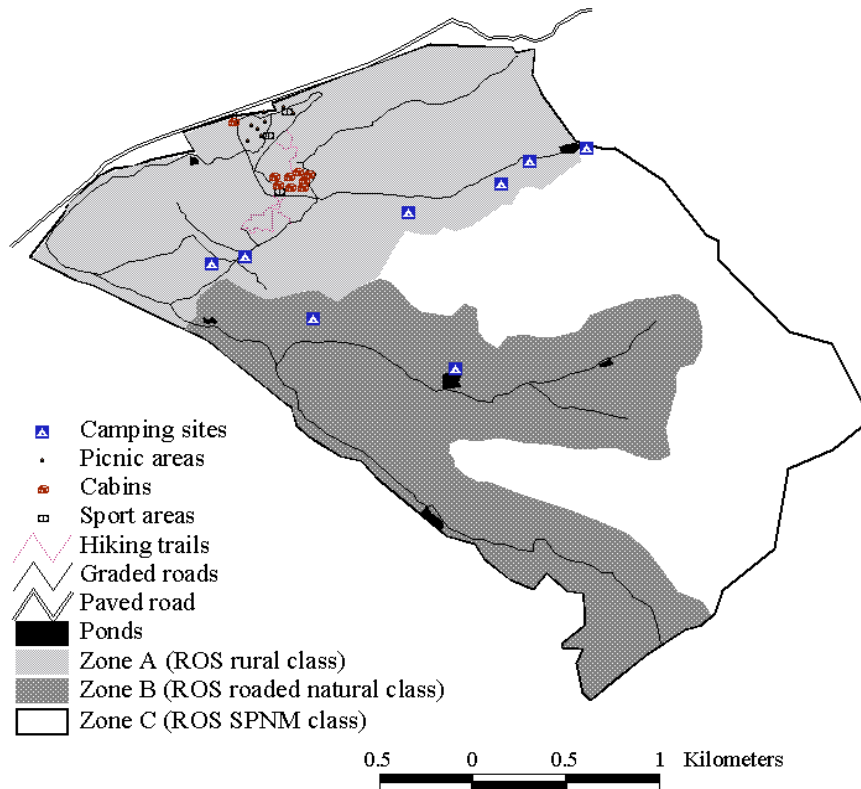 Camping sites
Picnic areas
Cabins
Sport areas
Hiking trails
Graded roads
Paved road
Ponds
Zone A (ROS rural class)
Zone B (ROS roaded natural class)
Zone C (ROS SPNM class)
0.5 0 0.5 1 Kilometers